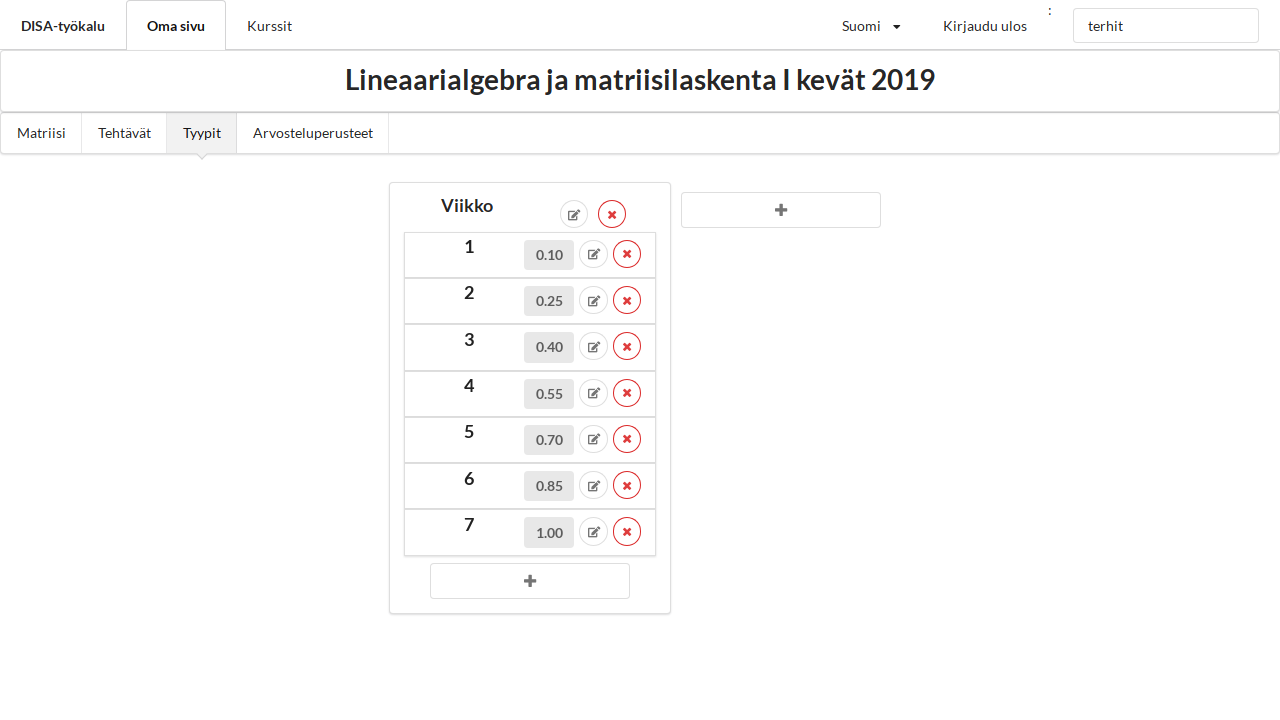 DISA-työkalu Oma sivu Kurssit Suomi Kirjaudu ulos : terhit
Lineaarialgebra ja matriisilaskenta I kevät 2019
Matriisi Tehtävät Tyypit Arvosteluperusteet
Viikko
1 0.10
2 0.25
3 0.40
4 0.55
5 0.70
6 0.85
7 1.00